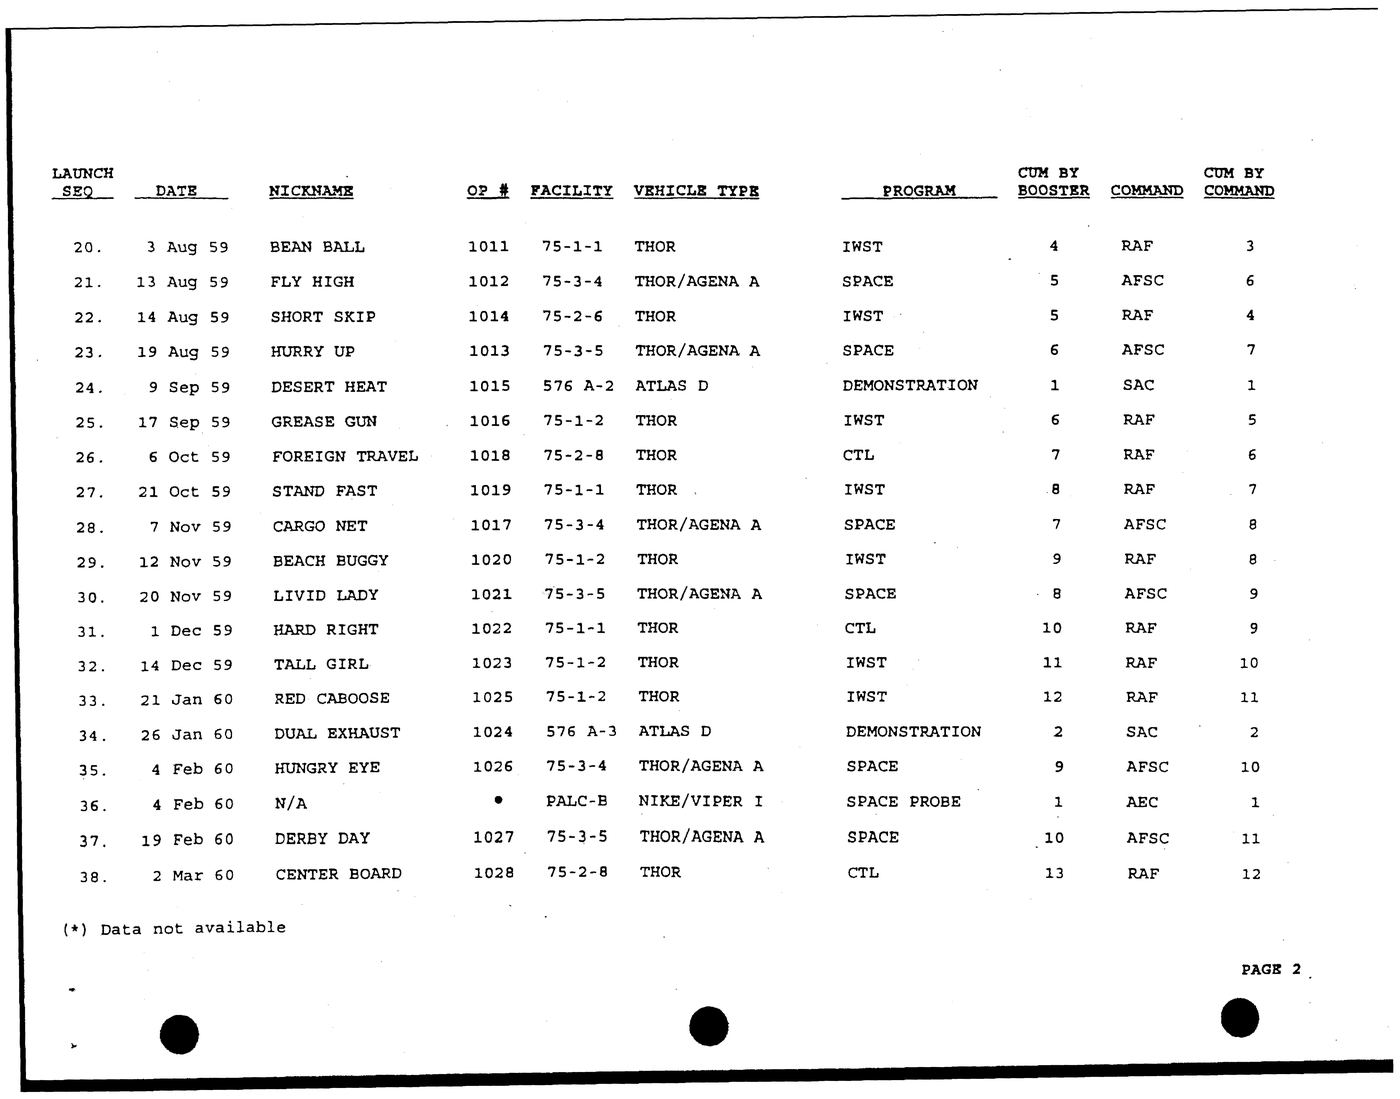 LAUNCH CUM BY CUM BY
SEQ DATE NICKNAME OP # FACILITY VEHICLE TYPE PROGRAM BOOSTER COMMAND COMMAND
20. 3 Aug 59 BEAN BALL 1011 75-1-1 THOR IWST 4 RAF 3
21. 13 Aug 59 FLY HIGH 1012 75-3-4 THOR/AGENA A SPACE 5 AFSC 6
22. 14 Aug 59 SHORT SKIP 1014 75-2-6 THOR IWST 5 RAF 4
23. 19 Aug 59 HURRY UP 1013 75-3-5 THOR/AGENA A SPACE 6 AFSC 7
24. 9 Sep 59 DESERT HEAT 1015 576 A-2 ATLAS D DEMONSTRATION 1 SAC 1
25. 17 Sep 59 GREASE GUN 1016 75-1-2 THOR IWST 6 RAF 5
26. 6 Oct 59 FOREIGN TRAVEL 1018 75-2-8 THOR CTL 7 RAF 6
27. 21 Oct 59 STAND FAST 1019 75-1-1 THOR IWST 8 RAF 7
28. 7 Nov 59 CARGO NET 1017 75-3-4 THOR/AGENA A SPACE 7 AFSC 8
29. 12 Nov 59 BEACH BUGGY 1020 75-1-2 THOR IWST 9 RAF 8
30. 20 Nov 59 LIVID LADY 1021 75-3-5 THOR/AGENA A SPACE 8 AFSC 9
31. 1 Dec 59 HARD RIGHT 1022 75-1-1 THOR CTL 10 RAF 9
32. 14 Dec 59 TALL GIRL 1023 75-1-2 THOR IWST 11 RAF 10
33. 21 Jan 60 RED CABOOSE 1025 75-1-2 THOR IWST 12 RAF 11
34. 26 Jan 60 DUAL EXHAUST 1024 576 A-3 ATLAS D DEMONSTRATION 2 SAC 2
35. 4 Feb 60 HUNGRY EYE 1026 75-3-4 THOR/AGENA A SPACE 9 AFSC 10
36. 4 Feb 60 N/A * PALC-B NIKE/VIPER I SPACE PROBE 1 AEC 1
37. 19 Feb 60 DERBY DAY 1027 75-3-5 THOR/AGENA A SPACE 10 AFSC 11
38. 2 Mar 60 CENTER BOARD 1028 75-2-8 THOR CTL 13 RAF 12
(*) Data not available
PAGE 2